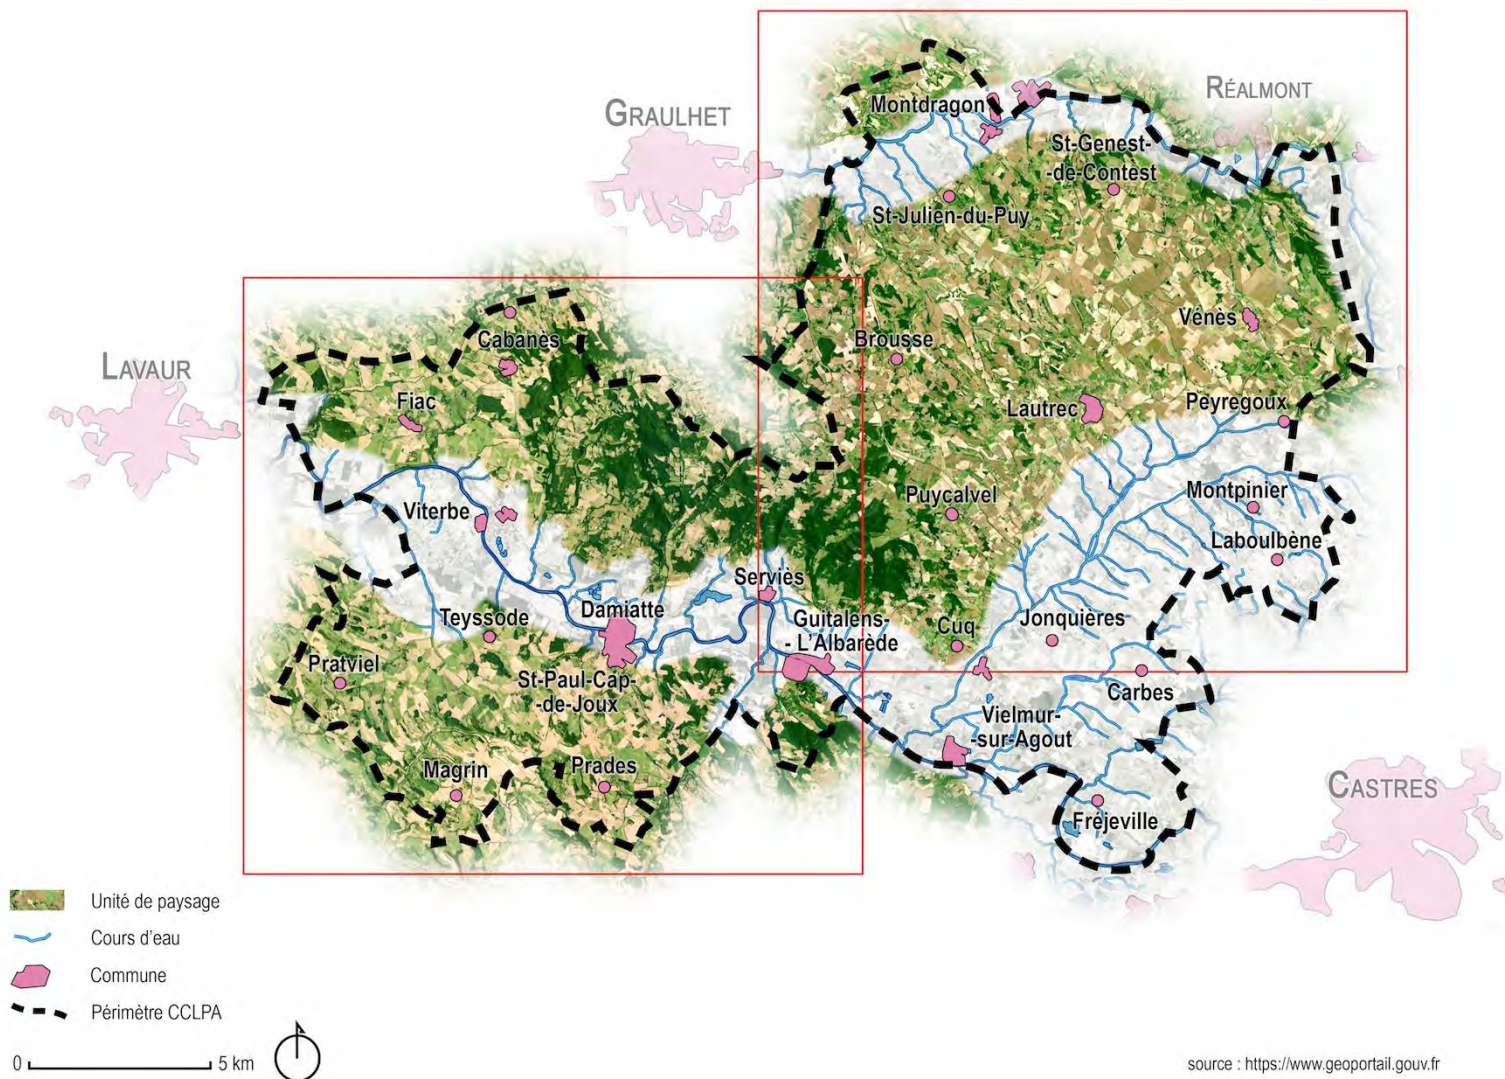 GRAULHET
RÉALMONT
Montdragon
St-Genest-
-de-Contest
St-Julien-du-Puy
Cabanès
Brousse
Vénès
LAVAUR
Fiac
Lautrec
Peyregoux
Viterbe
Puycalvel
Montpinier
Laboulbène
Serviès
Teyssode
Damiatte
Guitalens-
- L'Albarède
Cuq
Jonquières
Pratviel
St-Paul-Cap-
-de-Joux
Carbes
Vielmur-
-sur-Agout
Magrin
Prades
CASTRES
Fréjeville
Unité de paysage
Cours d'eau
Commune
Périmètre CCLPA
0 5 km
source : https://www.geoportail.gouv.fr